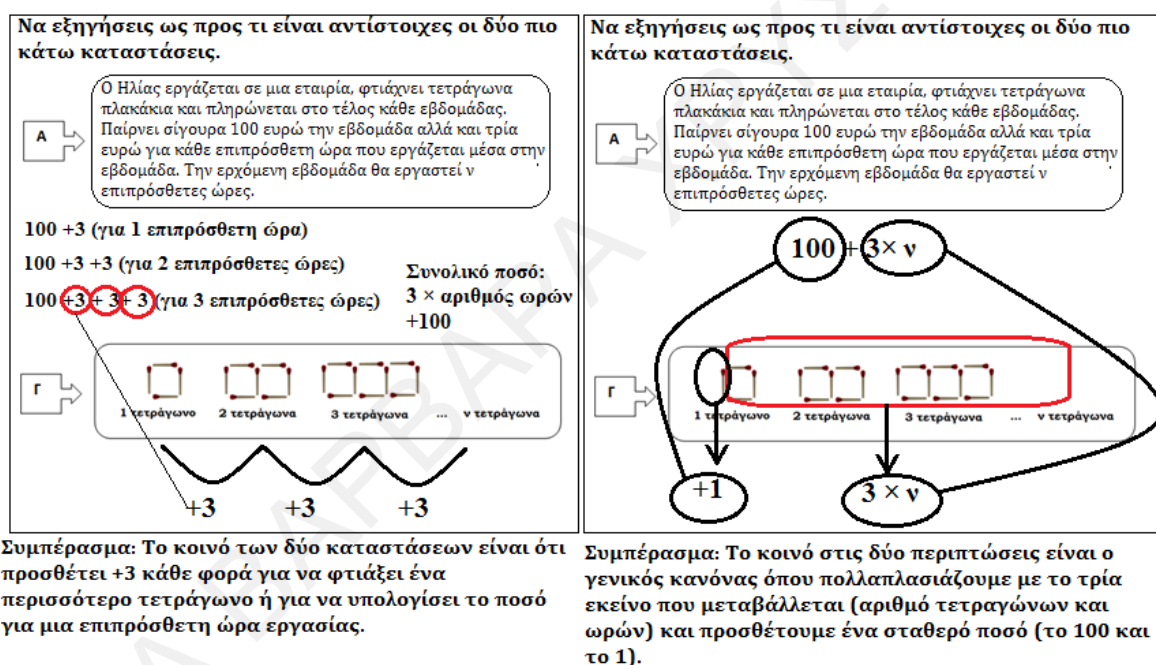 Να εξηγήσεις ως προς τι είναι αντίστοιχες οι δύο πιο
κάτω καταστάσεις.
Α
Ο Ηλίας εργάζεται σε μια εταιρία, φτιάχνει τετράγωνα
πλακάκια και πληρώνεται στο τέλος κάθε εβδομάδας.
Παίρνει σίγουρα 100 ευρώ την εβδομάδα αλλά και τρία
ευρώ για κάθε επιπρόσθετη ώρα που εργάζεται μέσα στην
εβδομάδα. Την ερχόμενη εβδομάδα θα εργαστεί ν
επιπρόσθετες ώρες.
100 +3 (για 1 επιπρόσθετη ώρα)
100 +3 +3 (για 2 επιπρόσθετες ώρες)
100 +3 + 3+ 3 (για 3 επιπρόσθετες ώρες)
Συνολικό ποσό:
3 × αριθμός ωρών
+100
Γ
1 τετράγωνο 2 τετράγωνα 3 τετράγωνα ... ν τετράγωνα
+3 +3 +3
Συμπέρασμα: Το κοινό των δύο καταστάσεων είναι ότι
προσθέτει +3 κάθε φορά για να φτιάξει ένα
περισσότερο τετράγωνο ή για να υπολογίσει το ποσό
για μια επιπρόσθετη ώρα εργασίας.
Να εξηγήσεις ως προς τι είναι αντίστοιχες οι δύο πιο
κάτω καταστάσεις.
Α
Ο Ηλίας εργάζεται σε μια εταιρία, φτιάχνει τετράγωνα
πλακάκια και πληρώνεται στο τέλος κάθε εβδομάδας.
Παίρνει σίγουρα 100 ευρώ την εβδομάδα αλλά και τρία
ευρώ για κάθε επιπρόσθετη ώρα που εργάζεται μέσα στην
εβδομάδα. Την ερχόμενη εβδομάδα θα εργαστεί ν
επιπρόσθετες ώρες.
100 + 3× ν
Γ
1 τετράγωνο 2 τετράγωνα 3 τετράγωνα ... ν τετράγωνα
+1 3 × ν
Συμπέρασμα: Το κοινό στις δύο περιπτώσεις είναι ο
γενικός κανόνας όπου πολλαπλασιάζουμε με το τρία
εκείνο που μεταβάλλεται (αριθμό τετραγώνων και
ωρών) και προσθέτουμε ένα σταθερό ποσό (το 100 και
το 1).